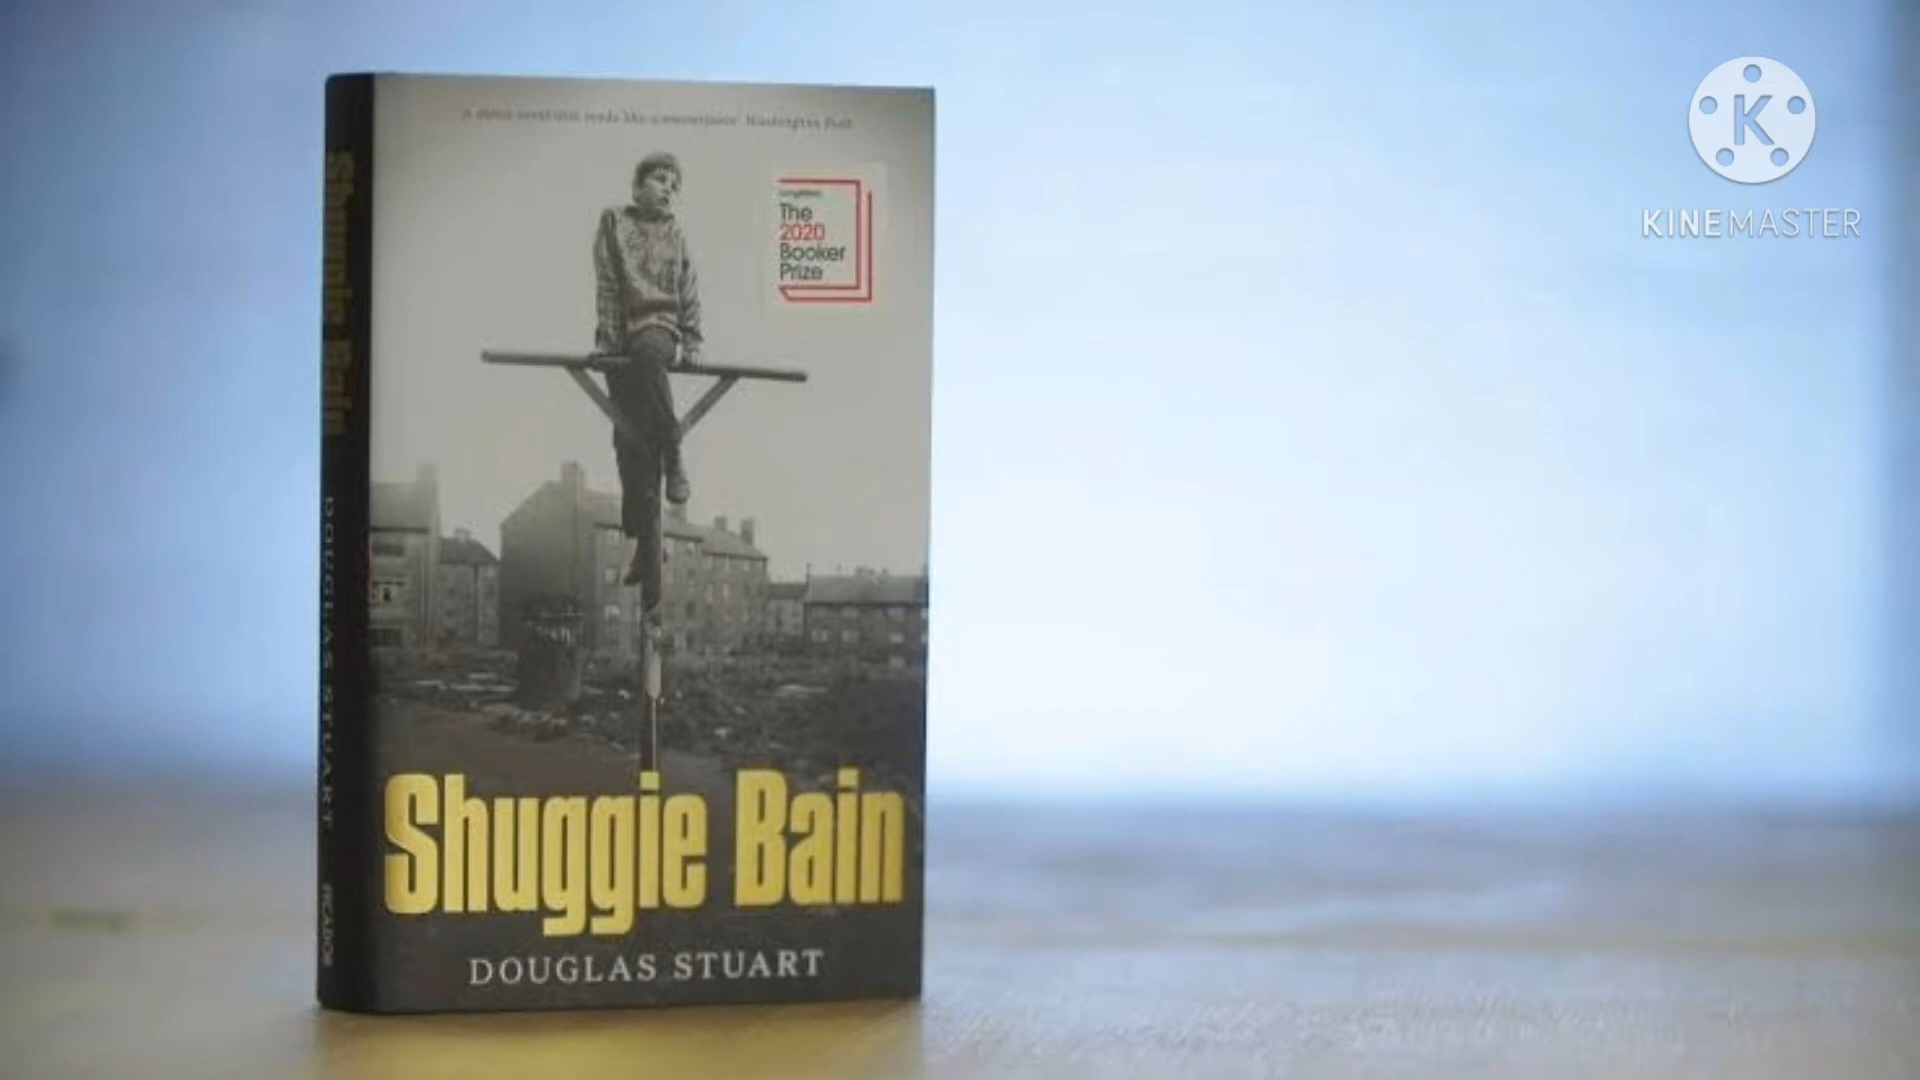 'A debut novel that reads like a masterpiece' Washington Post
The
2020
Booker
Prize
Shuggie Bain
DOUGLAS STUART
Shuggie Bain
DOUGLAS STUART
PICADOR
K
KINEMASTER